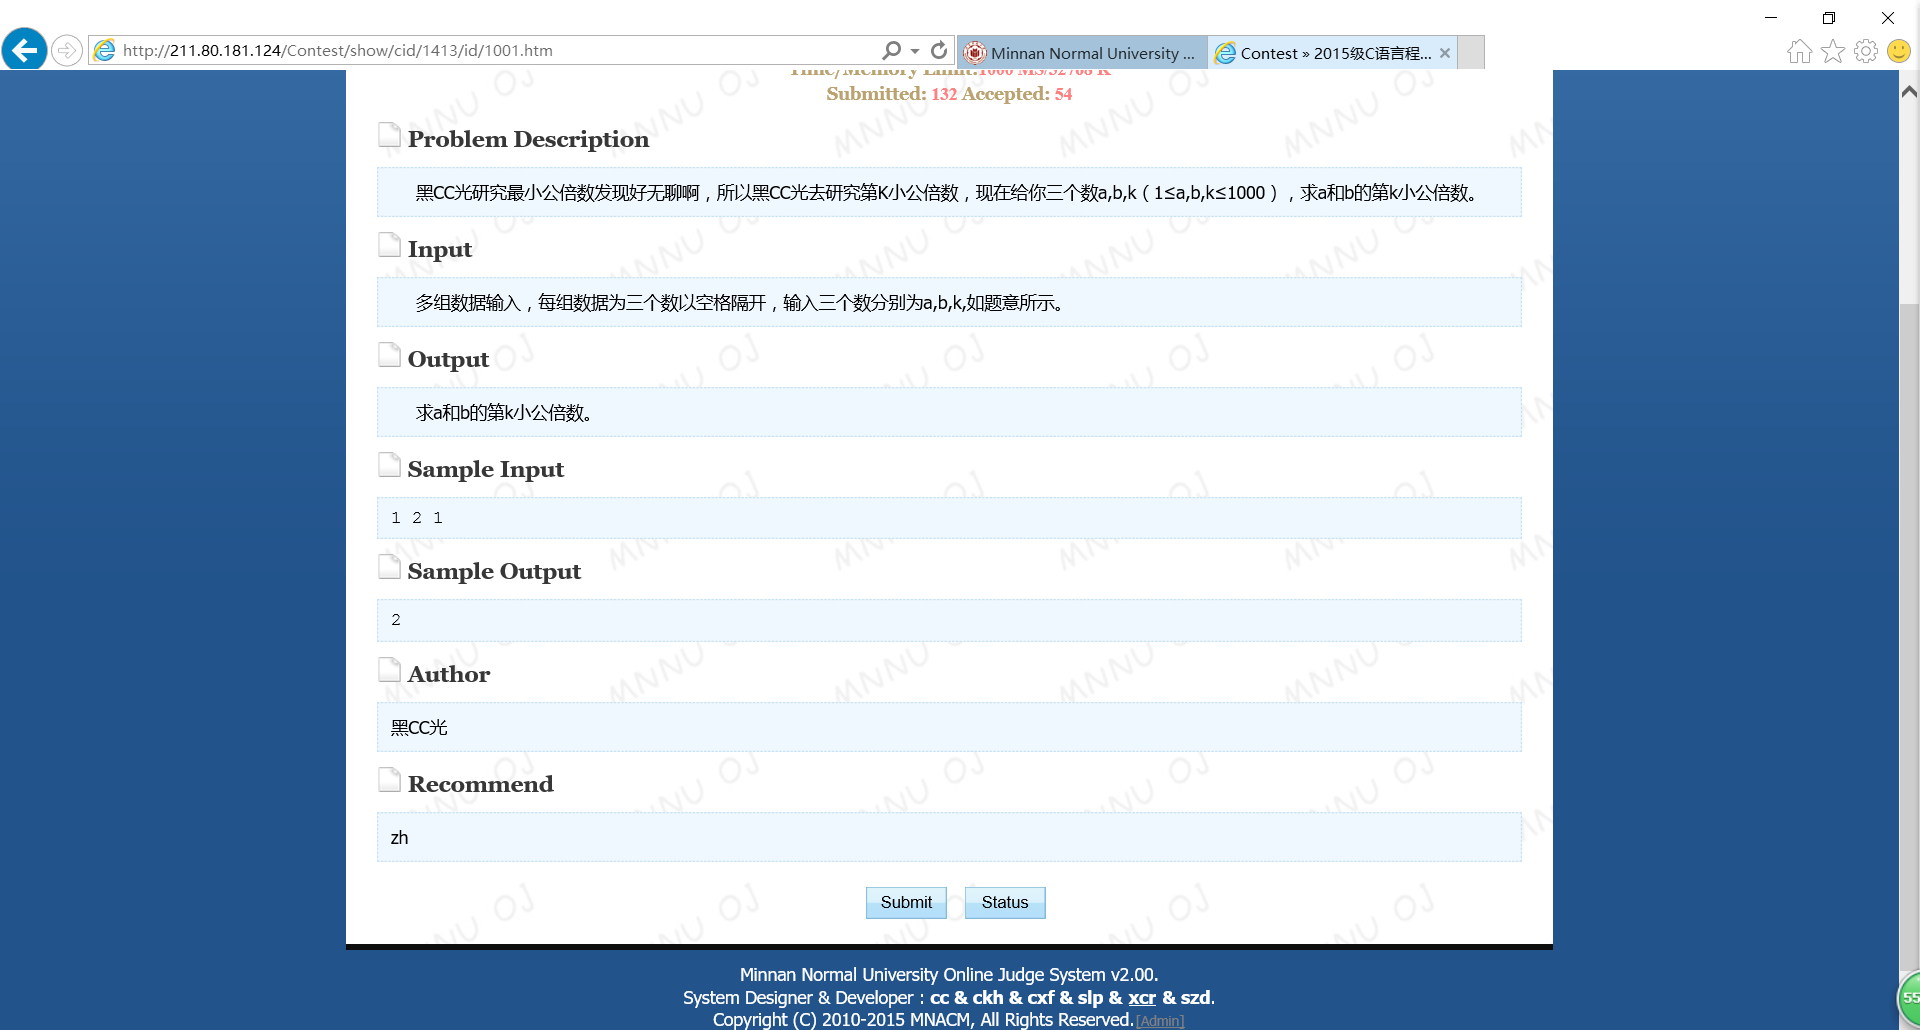 http://211.80.181.124/Contest/show/cid/1413/id/1001.htm
Minnan Normal University ...
Contest » 2015级C语言程...
Time/Memory Limit:1000 MS/32768 K
Submitted: 132 Accepted: 54
Problem Description
黑CC光研究最小公倍数发现好无聊啊，所以黑CC光去研究第K小公倍数，现在给你三个数a,b,k（1≤a,b,k≤1000），求a和b的第k小公倍数。
Input
多组数据输入，每组数据为三个数以空格隔开，输入三个数分别为a,b,k,如题意所示。
Output
求a和b的第k小公倍数。
Sample Input
1 2 1
Sample Output
2
Author
黑CC光
Recommend
zh
Submit Status
Minnan Normal University Online Judge System v2.00.
System Designer & Developer : cc & ckh & cxf & slp & xcr & szd.
Copyright (C) 2010-2015 MNACM, All Rights Reserved.[Admin]
55
MNNU OJ